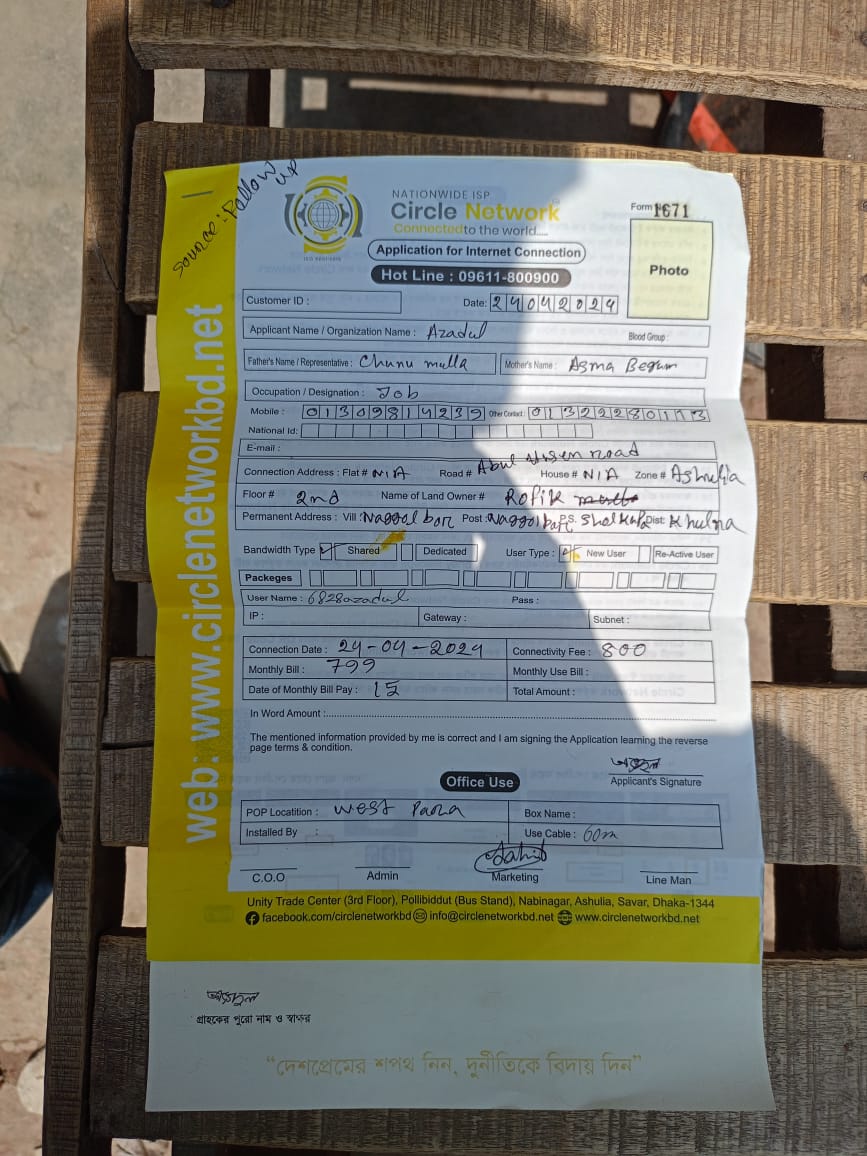 Source: Follow up
NATIONWIDE ISP
Circle Network
Connected to the world.....
Form 1671
Application for Internet Connection
Photo
Hot Line : 09611-800900
Customer ID :
Date: 24042024
Applicant Name / Organization Name : Azadul
Blood Group :
Father's Name / Representative : Chunu mulla Mother's Name : Asma Begum
Occupation / Designation : Job
Mobile : 01309814239 Other Contact : 01322280113
National Id:
E-mail :
Connection Address : Flat # N/A Road # Abul road House # N/A Zone # Ashulia
Floor # 2nd Name of Land Owner # Rofik
Permanent Address : Vill : Post : P.S. Dist: Khulna
Bandwidth Type Shared Dedicated User Type : New User Re-Active User
Packeges
User Name : 6828azadul Pass :
IP : Gateway : Subnet :
Connection Date : 24-04-2024 Connectivity Fee : 800
Monthly Bill : 799 Monthly Use Bill :
Date of Monthly Bill Pay : 15 Total Amount :
In Word Amount :
The mentioned information provided by me is correct and I am signing the Application learning the reverse
page terms & condition.
Applicant's Signature
Office Use
POP Locatition : West Para Box Name :
Installed By : Use Cable : 60m
C.O.O Admin Marketing Line Man
Unity Trade Center (3rd Floor), Pollibiddut (Bus Stand), Nabinagar, Ashulia, Savar, Dhaka-1344
facebook.com/circlenetworkbd info@circlenetworkbd.net www.circlenetworkbd.net
web: www.circlenetworkbd.net
গ্রাহকের পুরো নাম ও স্বাক্ষর
“দেশপ্রেমের শপথ নিন, দুর্নীতিকে বিদায় দিন”